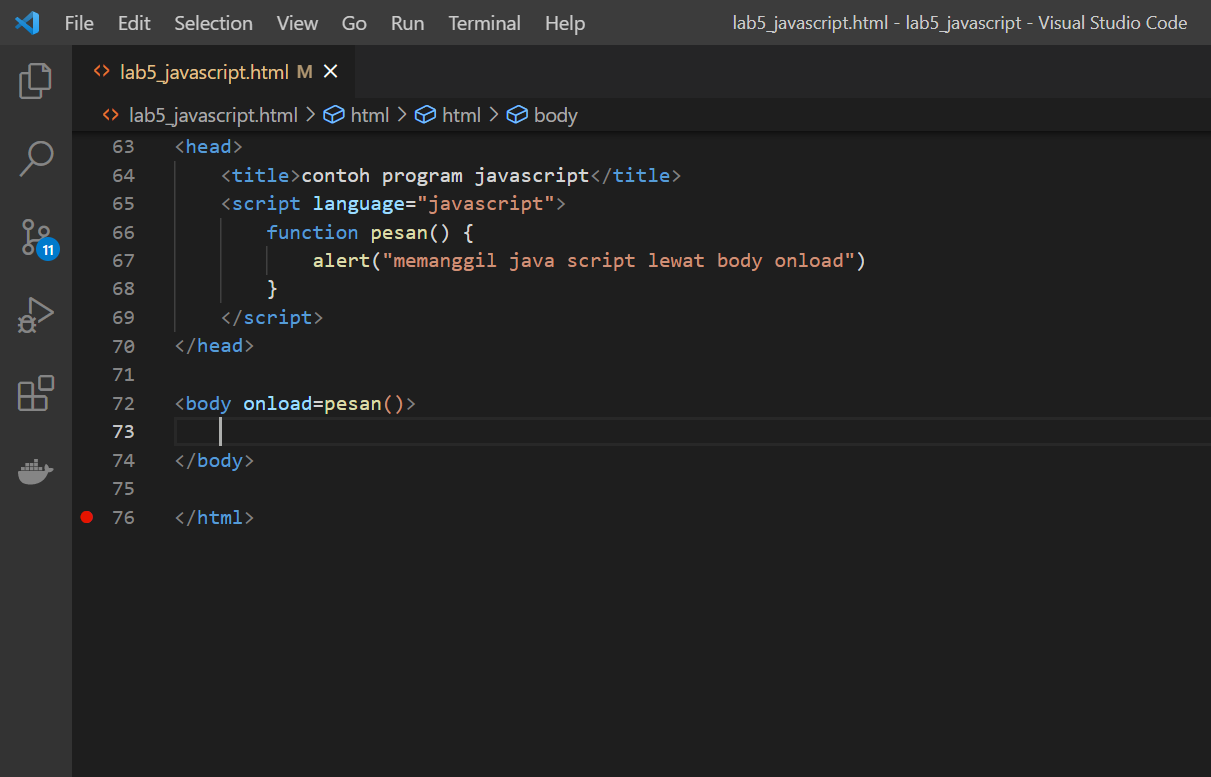 File Edit Selection View Go Run Terminal Help lab5_javascript.html - lab5_javascript - Visual Studio Code
<> lab5_javascript.html M ×
<> lab5_javascript.html > html > html > body
63 <head>
64 <title>contoh program javascript</title>
65 <script language="javascript">
66 function pesan() {
67 alert("memanggil java script lewat body onload")
68 }
69 </script>
70 </head>
71
72 <body onload=pesan()>
73
74 </body>
75
76 </html>
11